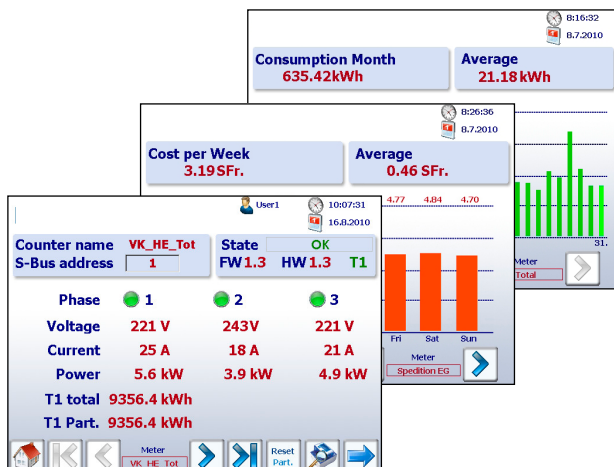 8:16:32
8.7.2010
Consumption Month Average
635.42kWh 21.18kWh
31.
Meter
Total
8:26:36
8.7.2010
Cost per Week Average
3.19SFr. 0.46 SFr.
4.77 4.84 4.70
Fri Sat Sun
Meter
Spedition EG
User1 10:07:31
16.8.2010
Counter name VK_HE_Tot State OK
S-Bus address 1 FW1.3 HW1.3 T1
Phase 1 2 3
Voltage 221 V 243V 221 V
Current 25 A 18 A 21 A
Power 5.6 kW 3.9 kW 4.9 kW
T1 total 9356.4 kWh
T1 Part. 9356.4 kWh
Meter
VK_HE_Tot
Reset
Part.